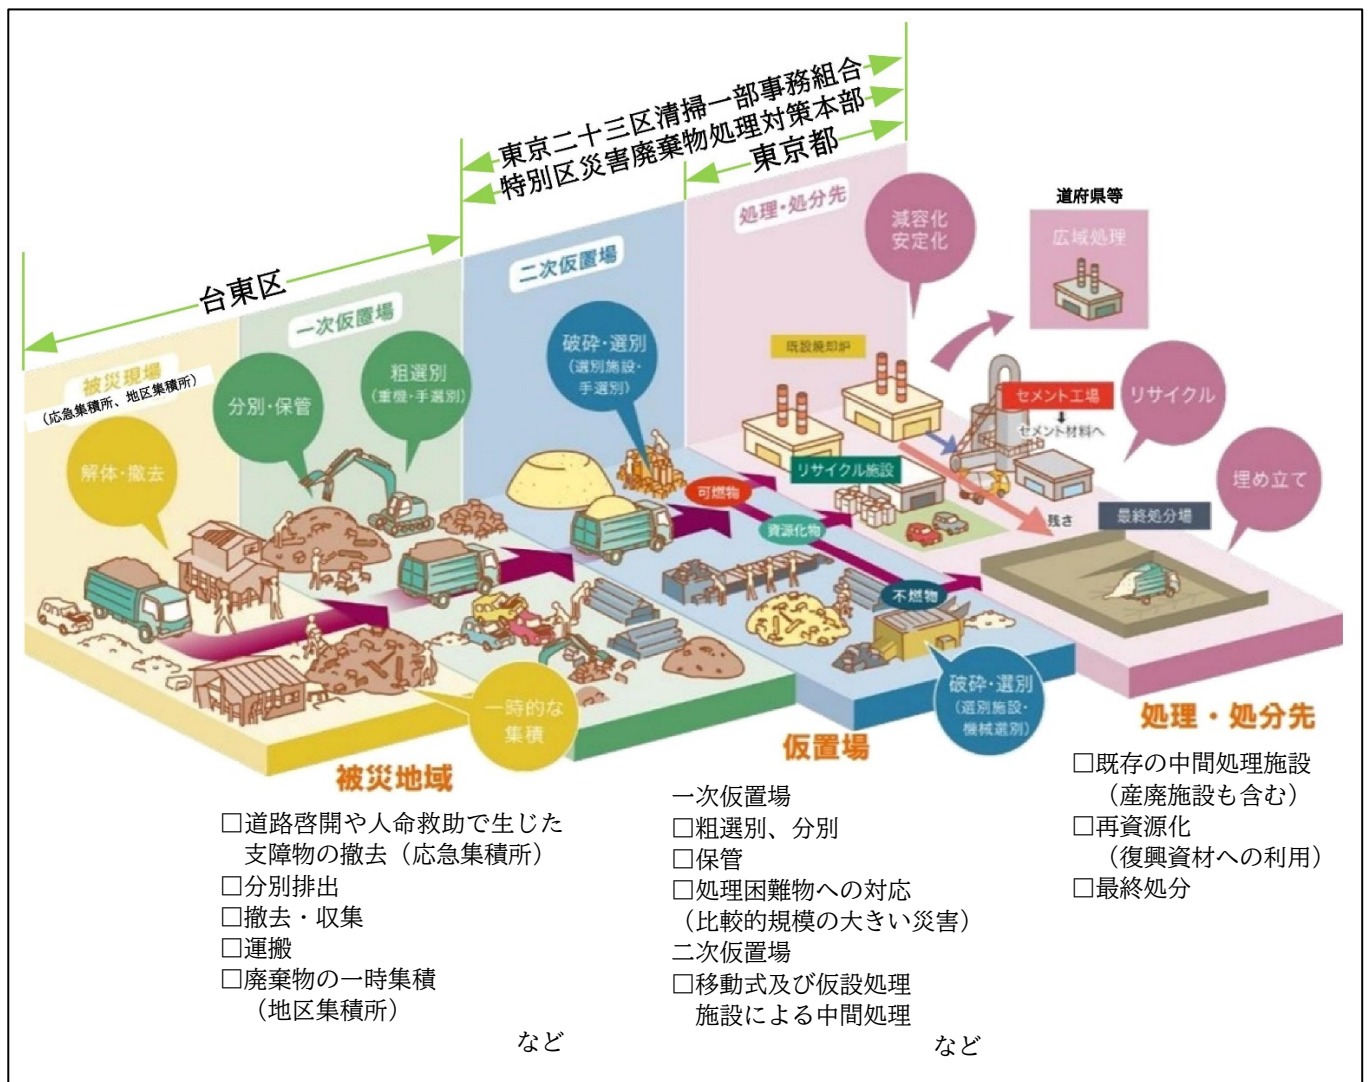 東京二十三区清掃一部事務組合
特別区災害廃棄物処理対策本部
東京都
台東区
被災現場
（応急集積所、地区集積所）
一次仮置場
二次仮置場
処理・処分先
解体・撤去
分別・保管
粗選別
（重機・手選別）
破砕・選別
（選別施設・
手選別）
減容化
安定化
道府県等
広域処理
既設焼却炉
セメント工場
↓
セメント材料へ
リサイクル
リサイクル施設
可燃物
資源化物
不燃物
残さ
最終処分場
埋め立て
一時的な
集積
破砕・選別
（選別施設・
機械選別）
被災地域
□道路啓開や人命救助で生じた
支障物の撤去（応急集積所）
□分別排出
□撤去・収集
□運搬
□廃棄物の一時集積
（地区集積所）
など
仮置場
一次仮置場
□粗選別、分別
□保管
□処理困難物への対応
（比較的規模の大きい災害）
二次仮置場
□移動式及び仮設処理
施設による中間処理
など
処理・処分先
□既存の中間処理施設
（産廃施設も含む）
□再資源化
（復興資材への利用）
□最終処分